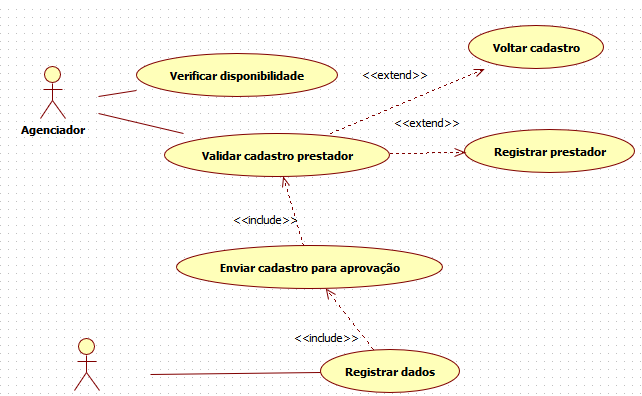 Voltar cadastro
Verificar disponibilidade
<<extend>>
Agenciador
<<extend>>
Validar cadastro prestador
Registrar prestador
<<include>>
Enviar cadastro para aprovação
<<include>>
Registrar dados